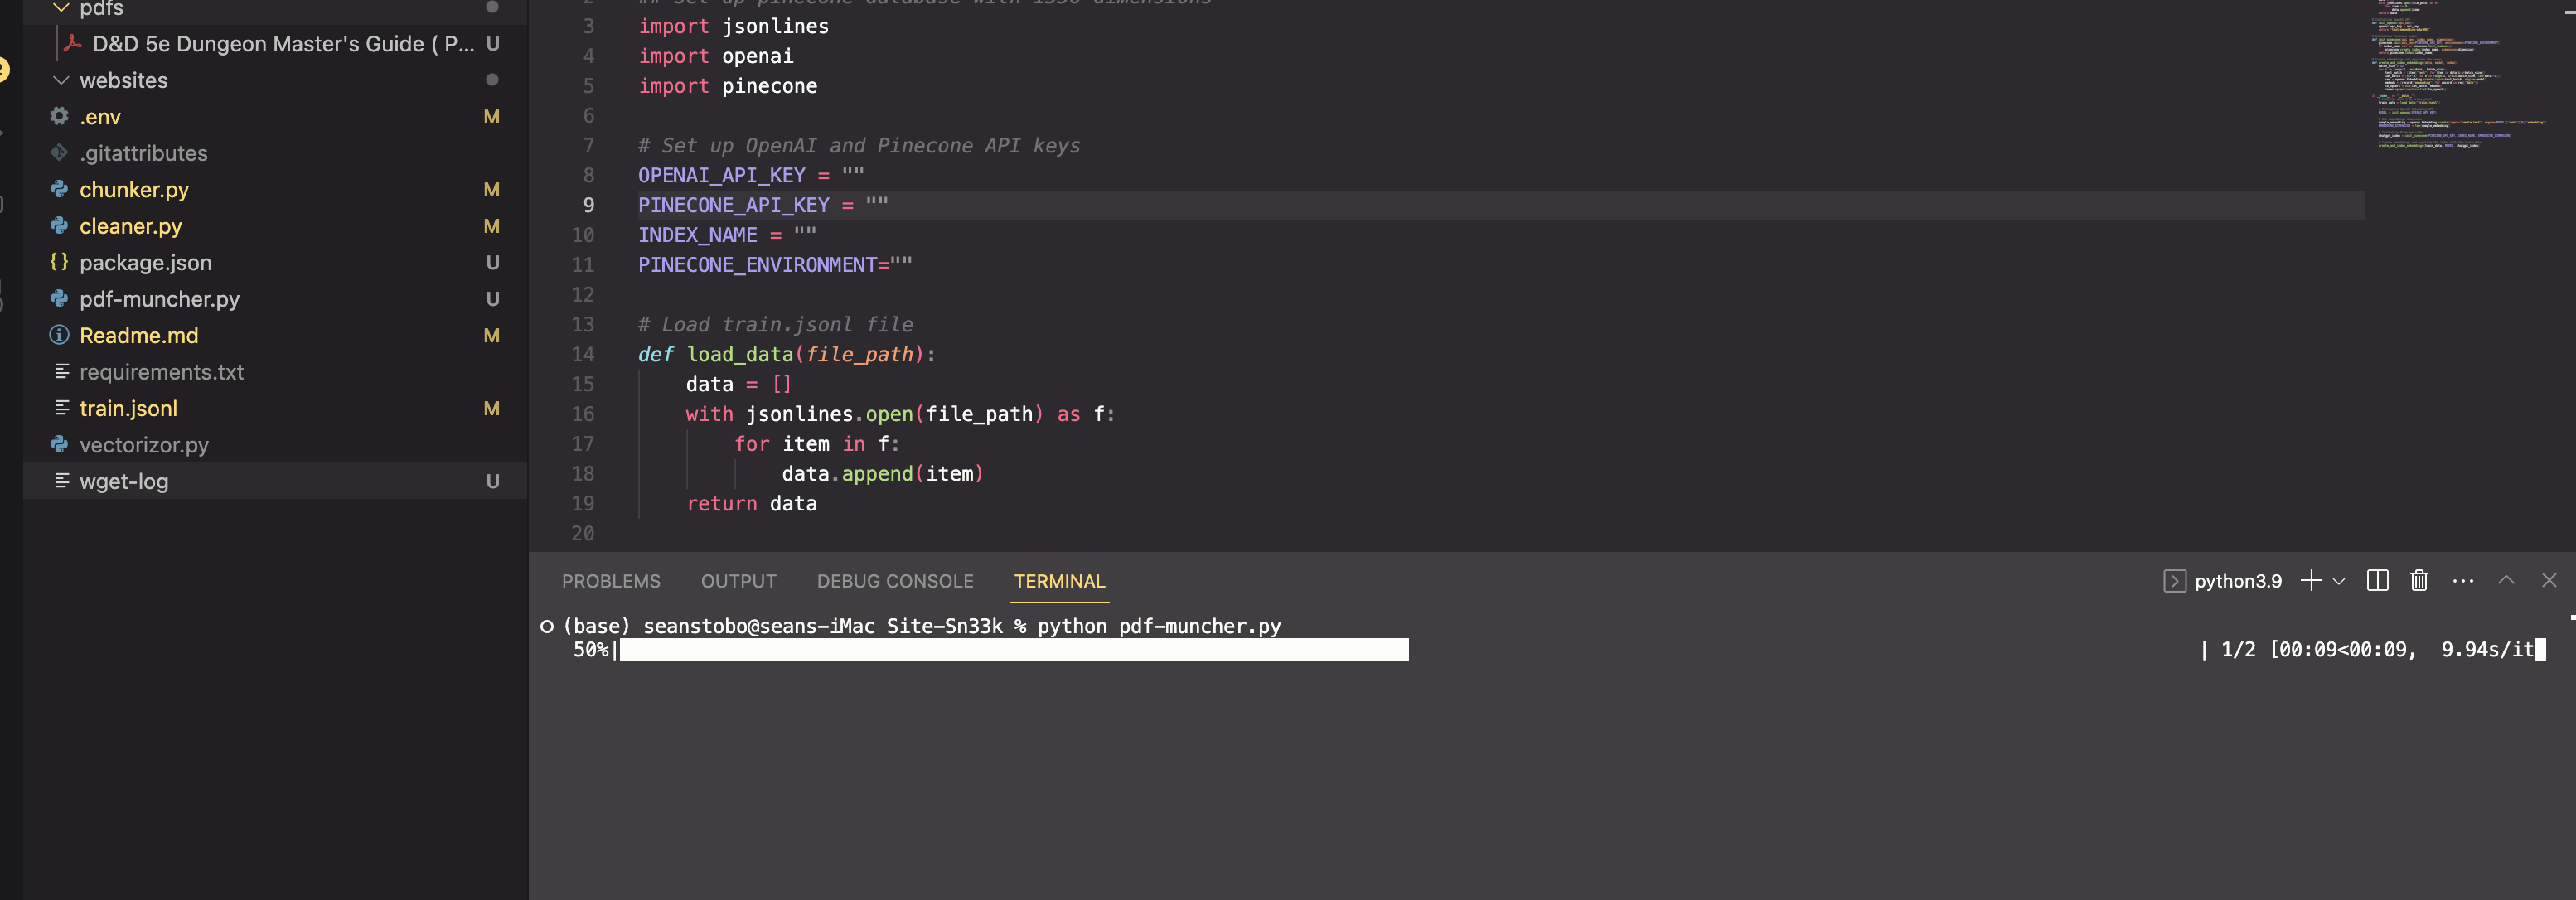 pdfs
D&D 5e Dungeon Master's Guide ( P... U
websites
.env M
.gitattributes
chunker.py M
cleaner.py M
package.json U
pdf-muncher.py U
Readme.md M
requirements.txt
train.jsonl M
vectorizor.py
wget-log U
3 import jsonlines
4 import openai
5 import pinecone
6
7 # Set up OpenAI and Pinecone API keys
8 OPENAI_API_KEY = ""
9 PINECONE_API_KEY = ""
10 INDEX_NAME = ""
11 PINECONE_ENVIRONMENT=""
12
13 # Load train.jsonl file
14 def load_data(file_path):
15 data = []
16 with jsonlines.open(file_path) as f:
17 for item in f:
18 data.append(item)
19 return data
20
PROBLEMS OUTPUT DEBUG CONSOLE TERMINAL python3.9
(base) seanstobo@seans-iMac Site-Sn33k % python pdf-muncher.py
50%| | 1/2 [00:09<00:09, 9.94s/it